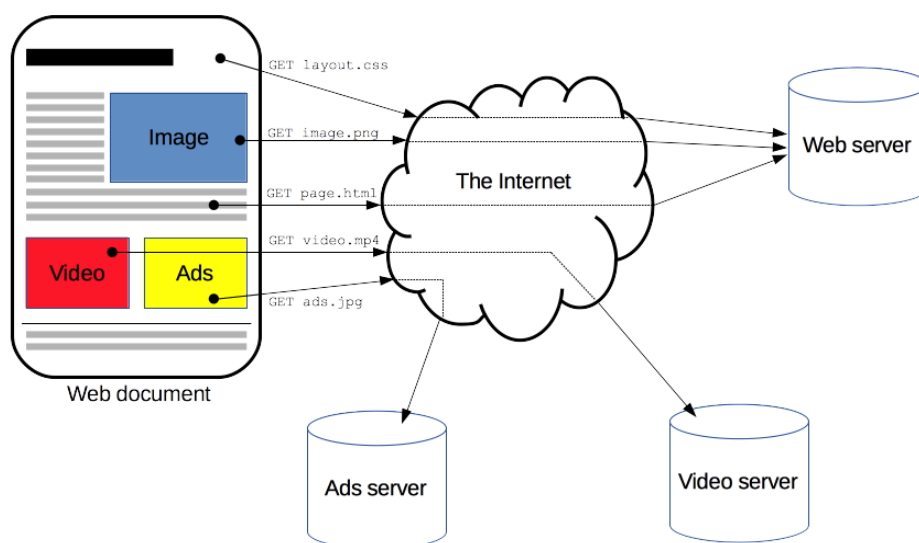 GET layout.css
Image
GET image.png
Web server
The Internet
GET page.html
GET video.mp4
Video
Ads
GET ads.jpg
Web document
Ads server
Video server